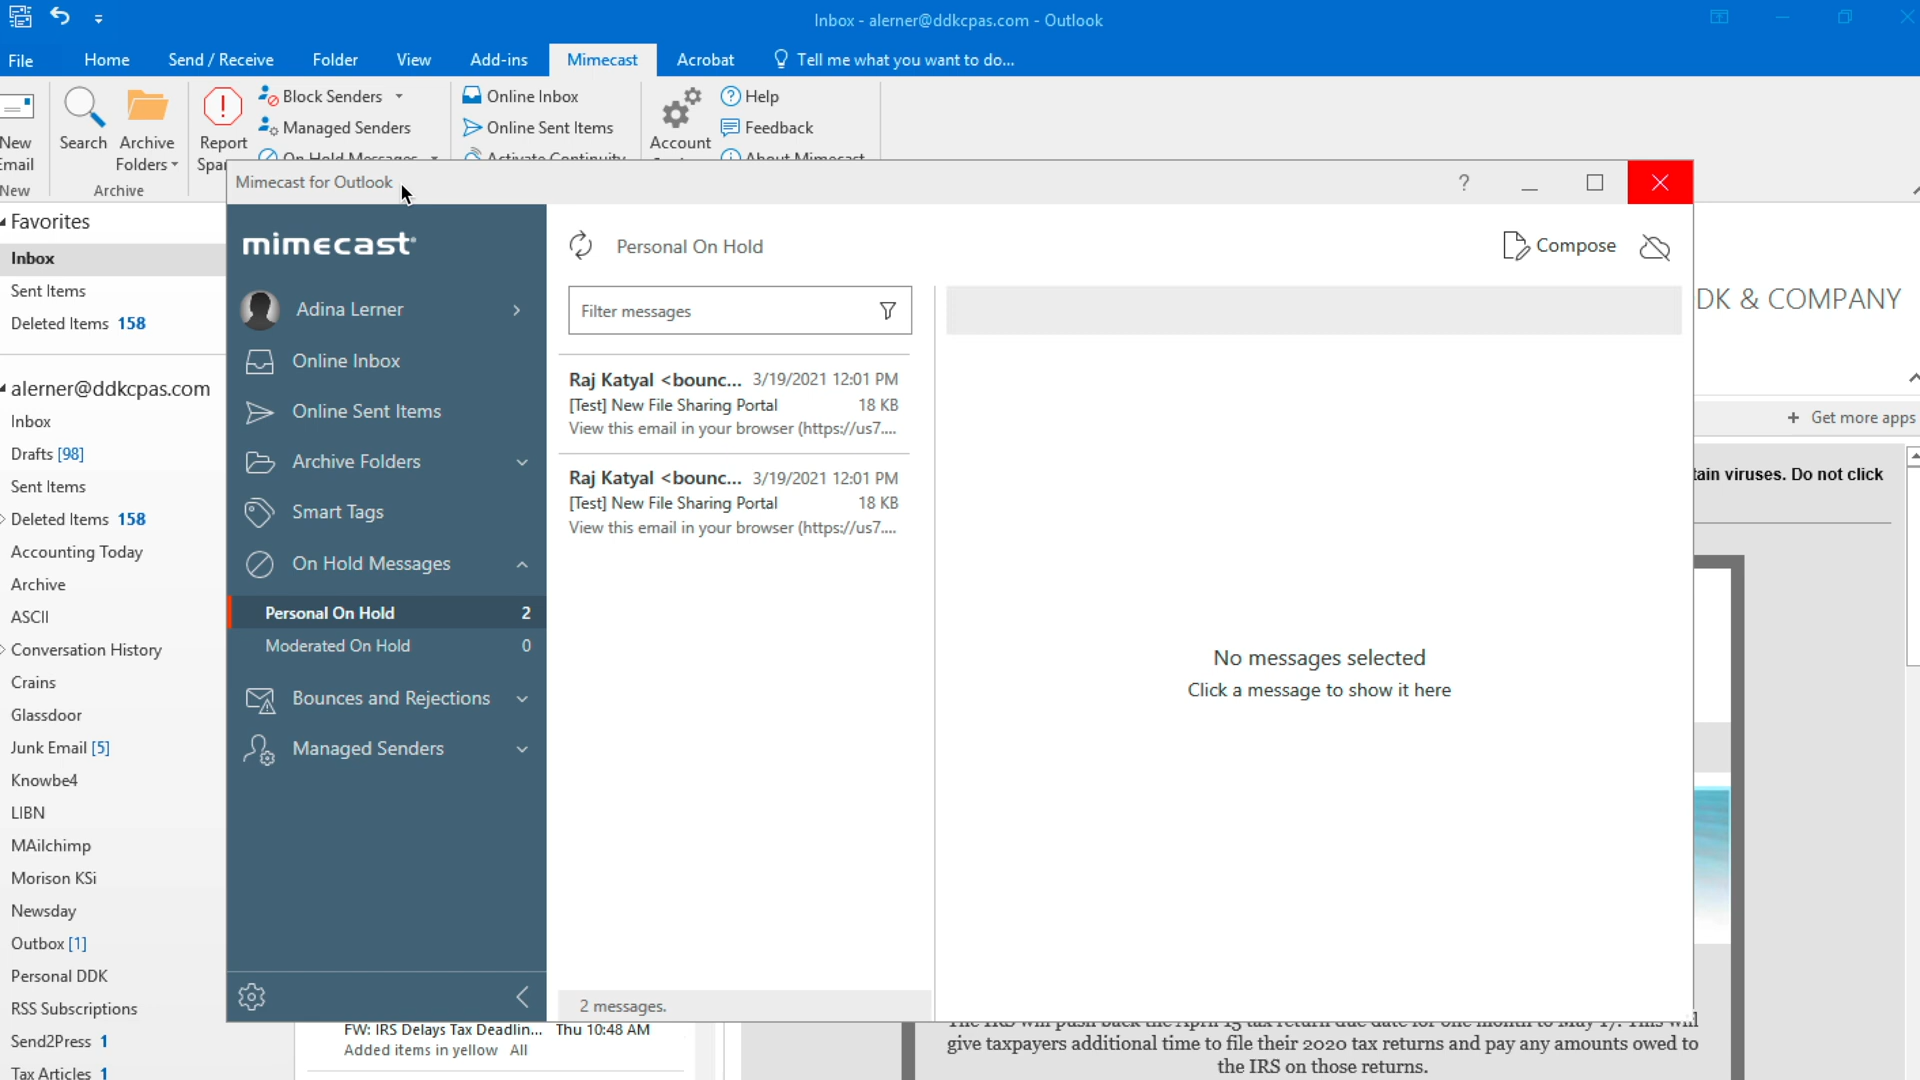 Inbox - alerner@ddkcpas.com - Outlook
File Home Send / Receive Folder View Add-ins Mimecast Acrobat Tell me what you want to do...
New Email
New
Search
Archive Folders
Archive
Report
Block Senders
Managed Senders
On Hold Messages
Online Inbox
Online Sent Items
Activate Continuity
Account
Help
Feedback
About Mimecast
Favorites
Inbox
Sent Items
Deleted Items 158
alerner@ddkcpas.com
Inbox
Drafts [98]
Sent Items
Deleted Items 158
Accounting Today
Archive
ASCII
Conversation History
Crains
Glassdoor
Junk Email [5]
Knowbe4
LIBN
MAilchimp
Morison KSi
Newsday
Outbox [1]
Personal DDK
RSS Subscriptions
Send2Press 1
Tax Articles 1
Mimecast for Outlook
?
mimecast
Adina Lerner
Online Inbox
Online Sent Items
Archive Folders
Smart Tags
On Hold Messages
Personal On Hold 2
Moderated On Hold 0
Bounces and Rejections
Managed Senders
Personal On Hold
Compose
Filter messages
Raj Katyal <bounc... 3/19/2021 12:01 PM
[Test] New File Sharing Portal 18 KB
View this email in your browser (https://us7....
Raj Katyal <bounc... 3/19/2021 12:01 PM
[Test] New File Sharing Portal 18 KB
View this email in your browser (https://us7....
2 messages.
No messages selected
Click a message to show it here
DK & COMPANY
+ Get more apps
tain viruses. Do not click
FW: IRS Delays Tax Deadlin... Thu 10:48 AM
Added items in yellow All
give taxpayers additional time to file their 2020 tax returns and pay any amounts owed to
the IRS on those returns.